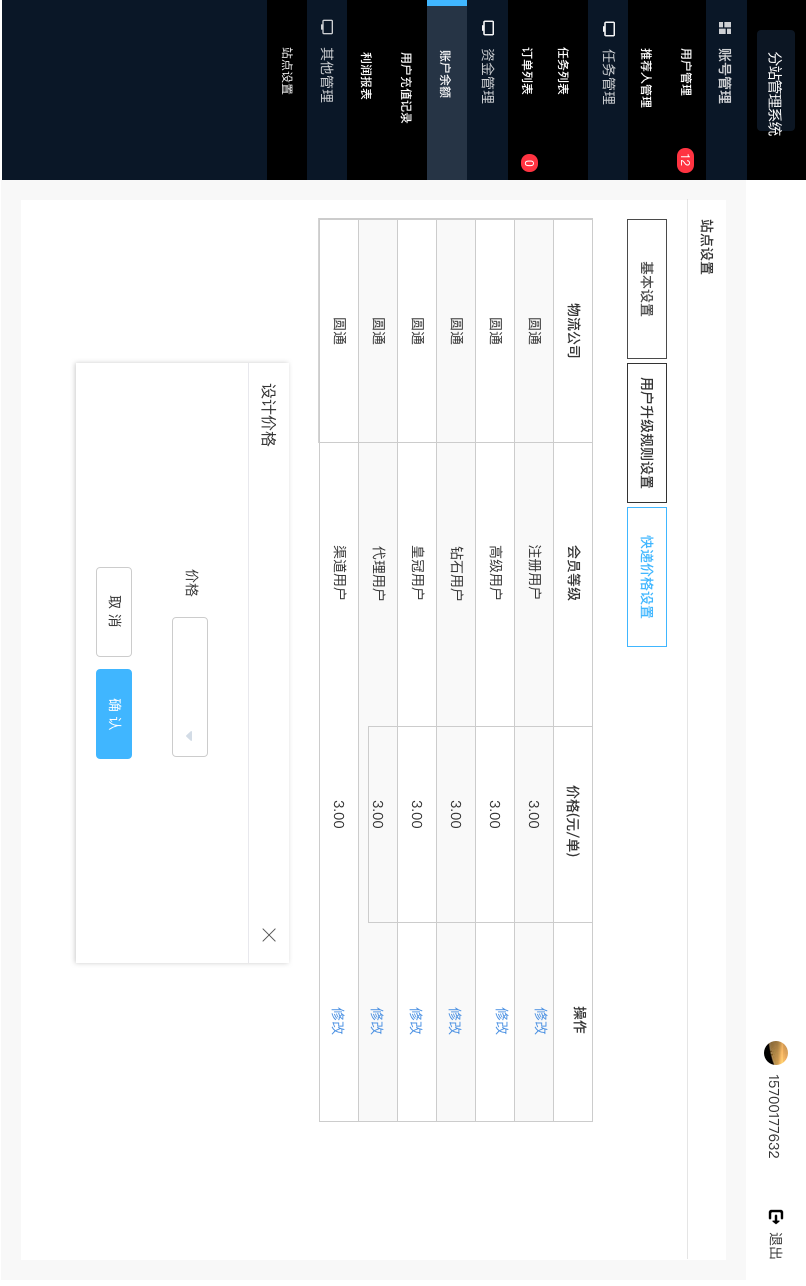 分站管理系统
账号管理
用户管理 12
推荐人管理
任务管理
任务列表
订单列表 0
资金管理
账户余额
用户充值记录
利润报表
其他管理
站点设置
15700177632 退出
站点设置
基本设置 用户升级规则设置 快递价格设置
物流公司 会员等级 价格(元/单) 操作
圆通 注册用户 3.00 修改
圆通 高级用户 3.00 修改
圆通 钻石用户 3.00 修改
圆通 皇冠用户 3.00 修改
圆通 代理用户 3.00 修改
圆通 渠道用户 3.00 修改
设计价格
价格
取消 确认